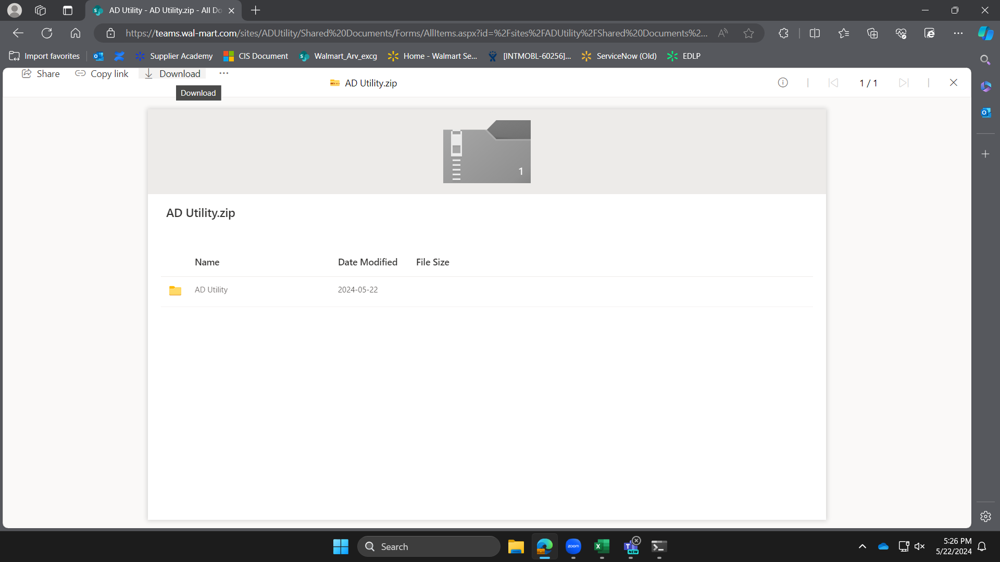 AD Utility - AD Utility.zip - All Do
https://teams.wal-mart.com/sites/ADUtility/Shared%20Documents/Forms/AllItems.aspx?id=%2Fsites%2FADUtility%2FShared%20Documents%2...
Import favorites
Supplier Academy
CIS Document
Walmart_Arv_excg
Home - Walmart Se...
[INTMOBL-60256]...
ServiceNow (Old)
EDLP
Share
Copy link
Download
AD Utility.zip
1 / 1
Download
1
AD Utility.zip
Name Date Modified File Size
AD Utility 2024-05-22
Search
zoom
NEW
5:26 PM
5/22/2024